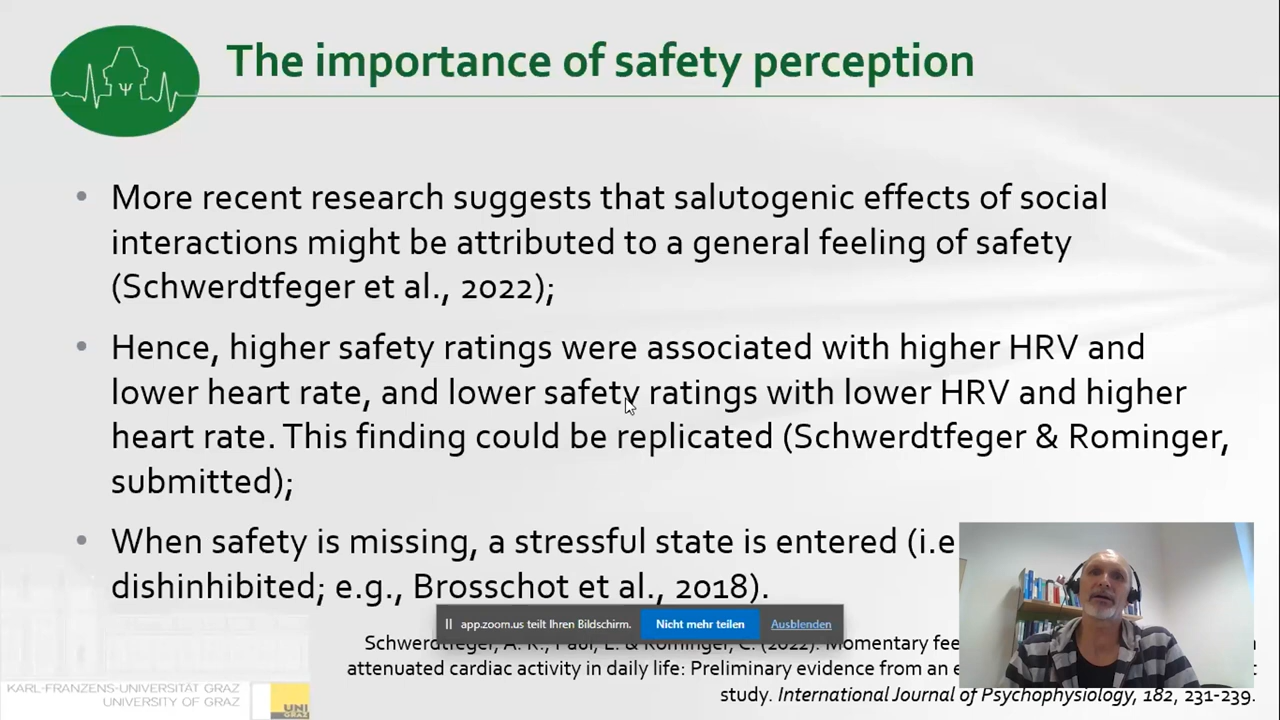 The importance of safety perception
• More recent research suggests that salutogenic effects of social
interactions might be attributed to a general feeling of safety
(Schwerdtfeger et al., 2022);
• Hence, higher safety ratings were associated with higher HRV and
lower heart rate, and lower safety ratings with lower HRV and higher
heart rate. This finding could be replicated (Schwerdtfeger & Rominger,
submitted);
• When safety is missing, a stressful state is entered (i.e
dishinhibited; e.g., Brosschot et al., 2018).
app.zoom.us teilt Ihren Bildschirm. Nicht mehr teilen Ausblenden
(2022). Momentary fee
attenuated cardiac activity in daily life: Preliminary evidence from an e
study. International Journal of Psychophysiology, 182, 231-239.
KARL-FRANZENS-UNIVERSITÄT GRAZ
UNIVERSITY OF GRAZ
UNI
GRAZ